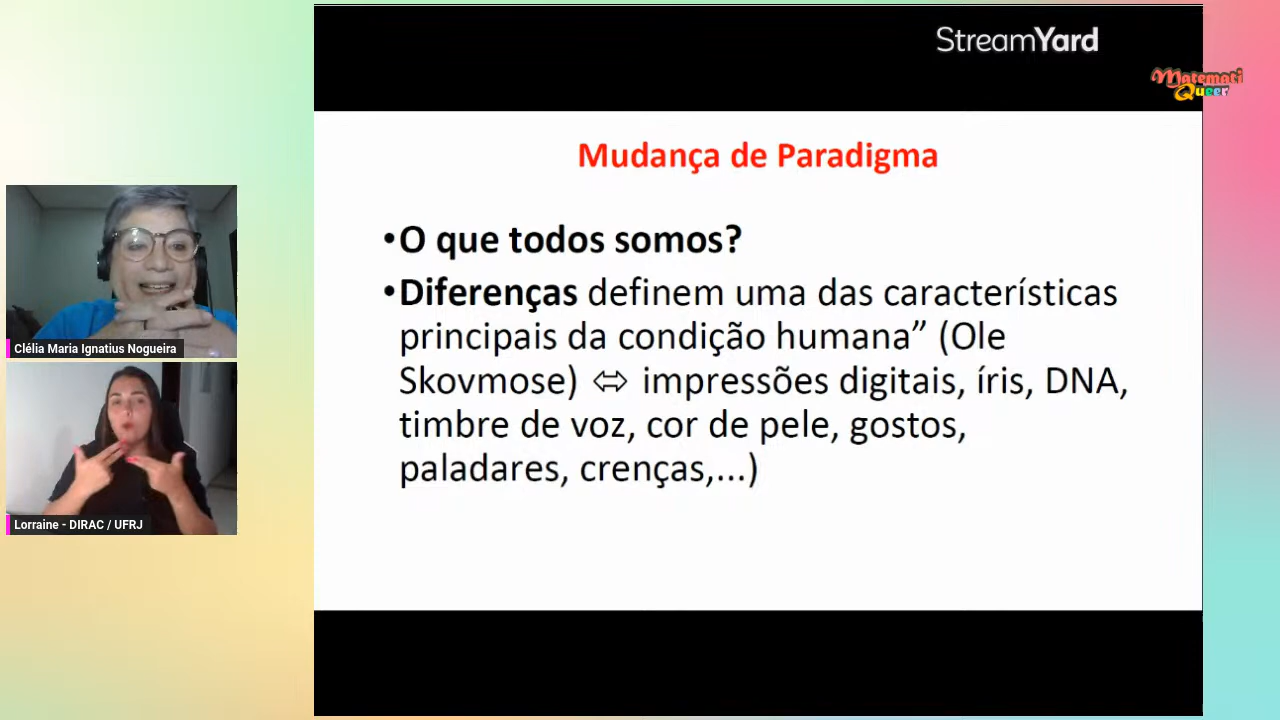 StreamYard
Matemati
Queer
Mudança de Paradigma
•O que todos somos?
•Diferenças definem uma das características
principais da condição humana” (Ole
Skovmose) ⬄ impressões digitais, íris, DNA,
timbre de voz, cor de pele, gostos,
paladares, crenças,...)
Clélia Maria Ignatius Nogueira
Lorraine - DIRAC / UFRJ